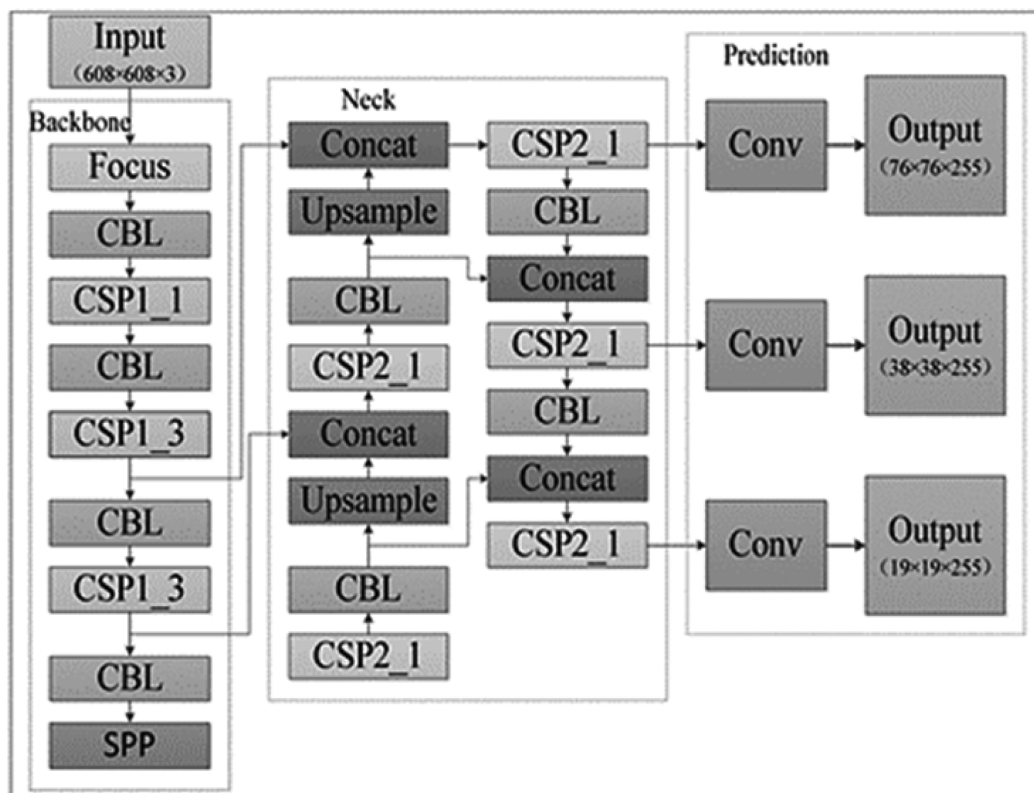 Input
(608×608×3)
Backbone
Focus
CBL
CSP1_1
CBL
CSP1_3
CBL
CSP1_3
CBL
SPP
Neck
Concat
Upsample
CBL
CSP2_1
Concat
Upsample
CBL
CSP2_1
CSP2_1
CBL
Concat
CSP2_1
CBL
Concat
CSP2_1
Prediction
Conv
Output
(76×76×255)
Conv
Output
(38×38×255)
Conv
Output
(19×19×255)